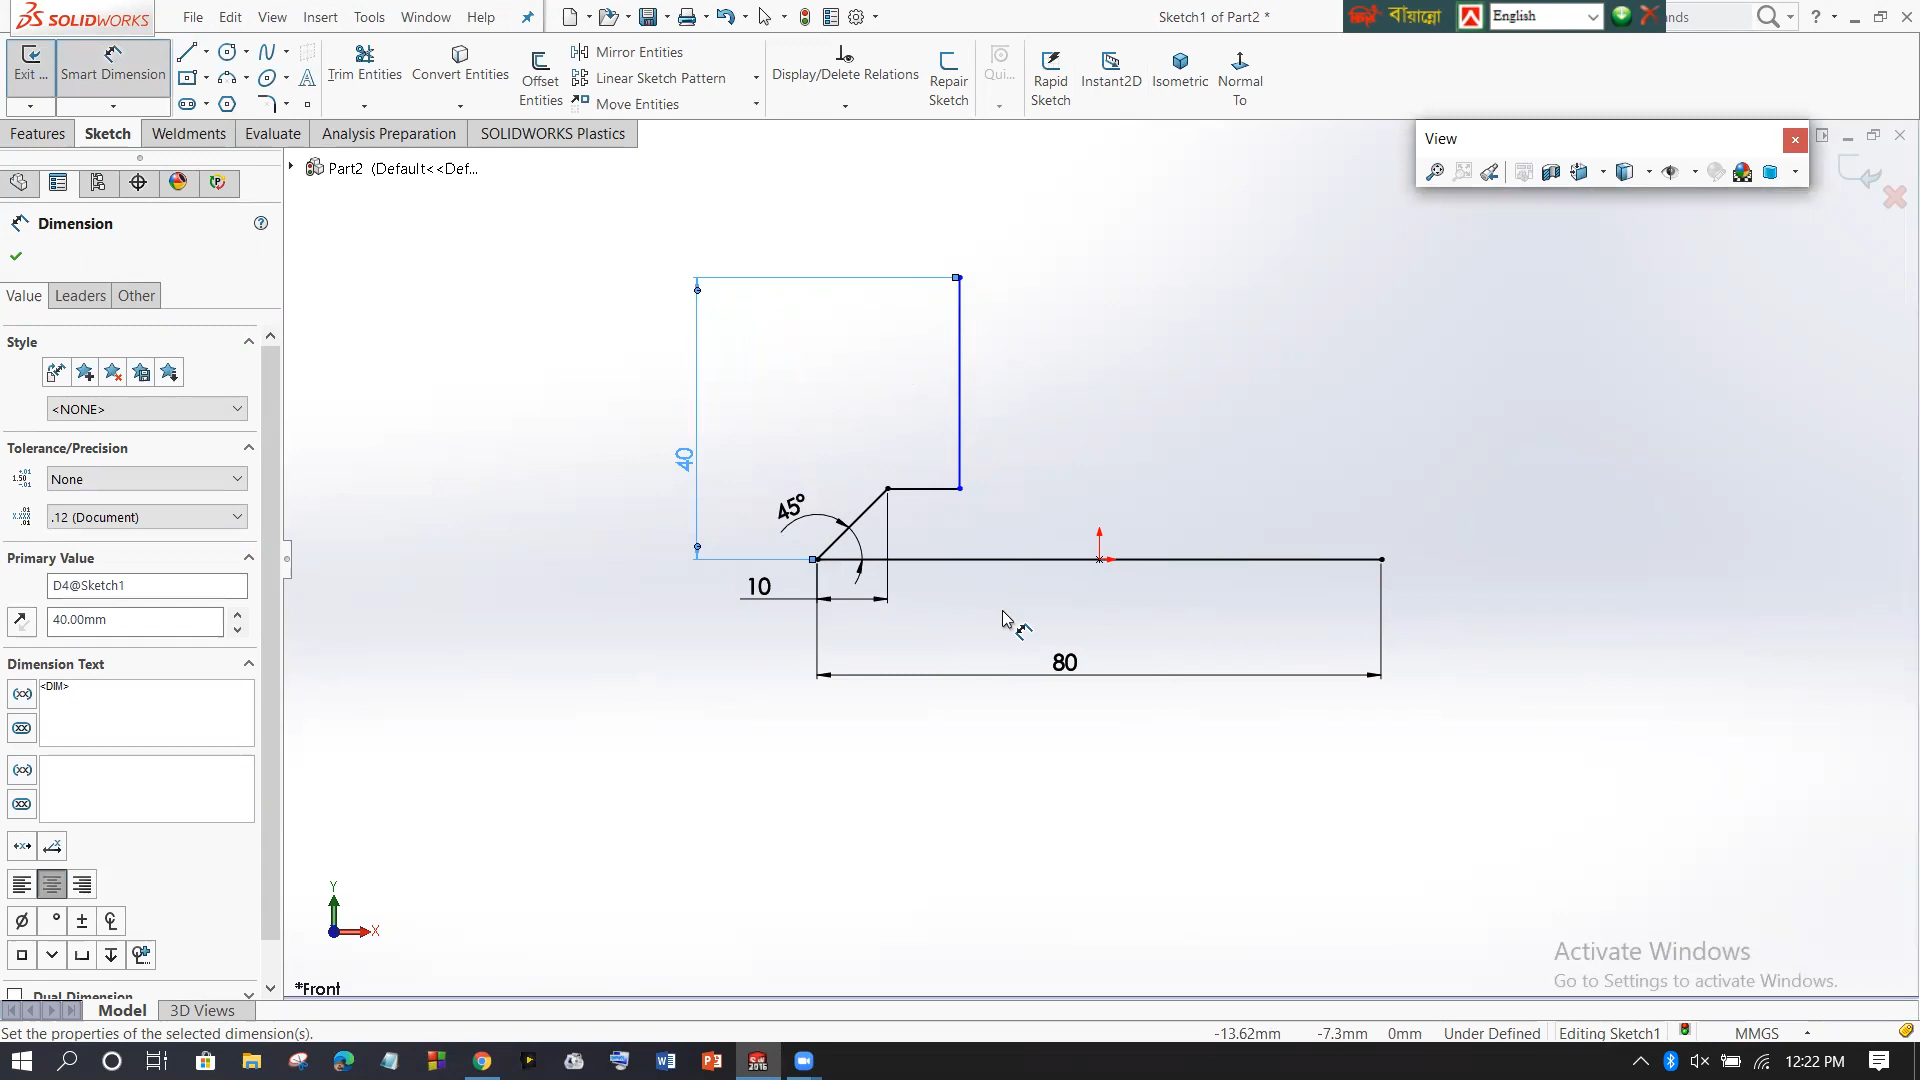 SOLIDWORKS File Edit View Insert Tools Window Help Sketch1 of Part2 * বায়ান্নো English nds ?
Exit ... Smart Dimension Trim Entities Convert Entities Offset Entities Mirror Entities Linear Sketch Pattern Move Entities Display/Delete Relations Repair Sketch Qui... Rapid Sketch Instant2D Isometric Normal To
Features Sketch Weldments Evaluate Analysis Preparation SOLIDWORKS Plastics
View
Part2 (Default<<Def...
Dimension
Value Leaders Other
Style
<NONE>
Tolerance/Precision
None
.12 (Document)
Primary Value
D4@Sketch1
40.00mm
Dimension Text
<DIM>
Dual Dimension
40
45°
10
80
Y
X
*Front
Activate Windows
Go to Settings to activate Windows.
Model 3D Views
Set the properties of the selected dimension(s). -13.62mm -7.3mm 0mm Under Defined Editing Sketch1 MMGS
12:22 PM